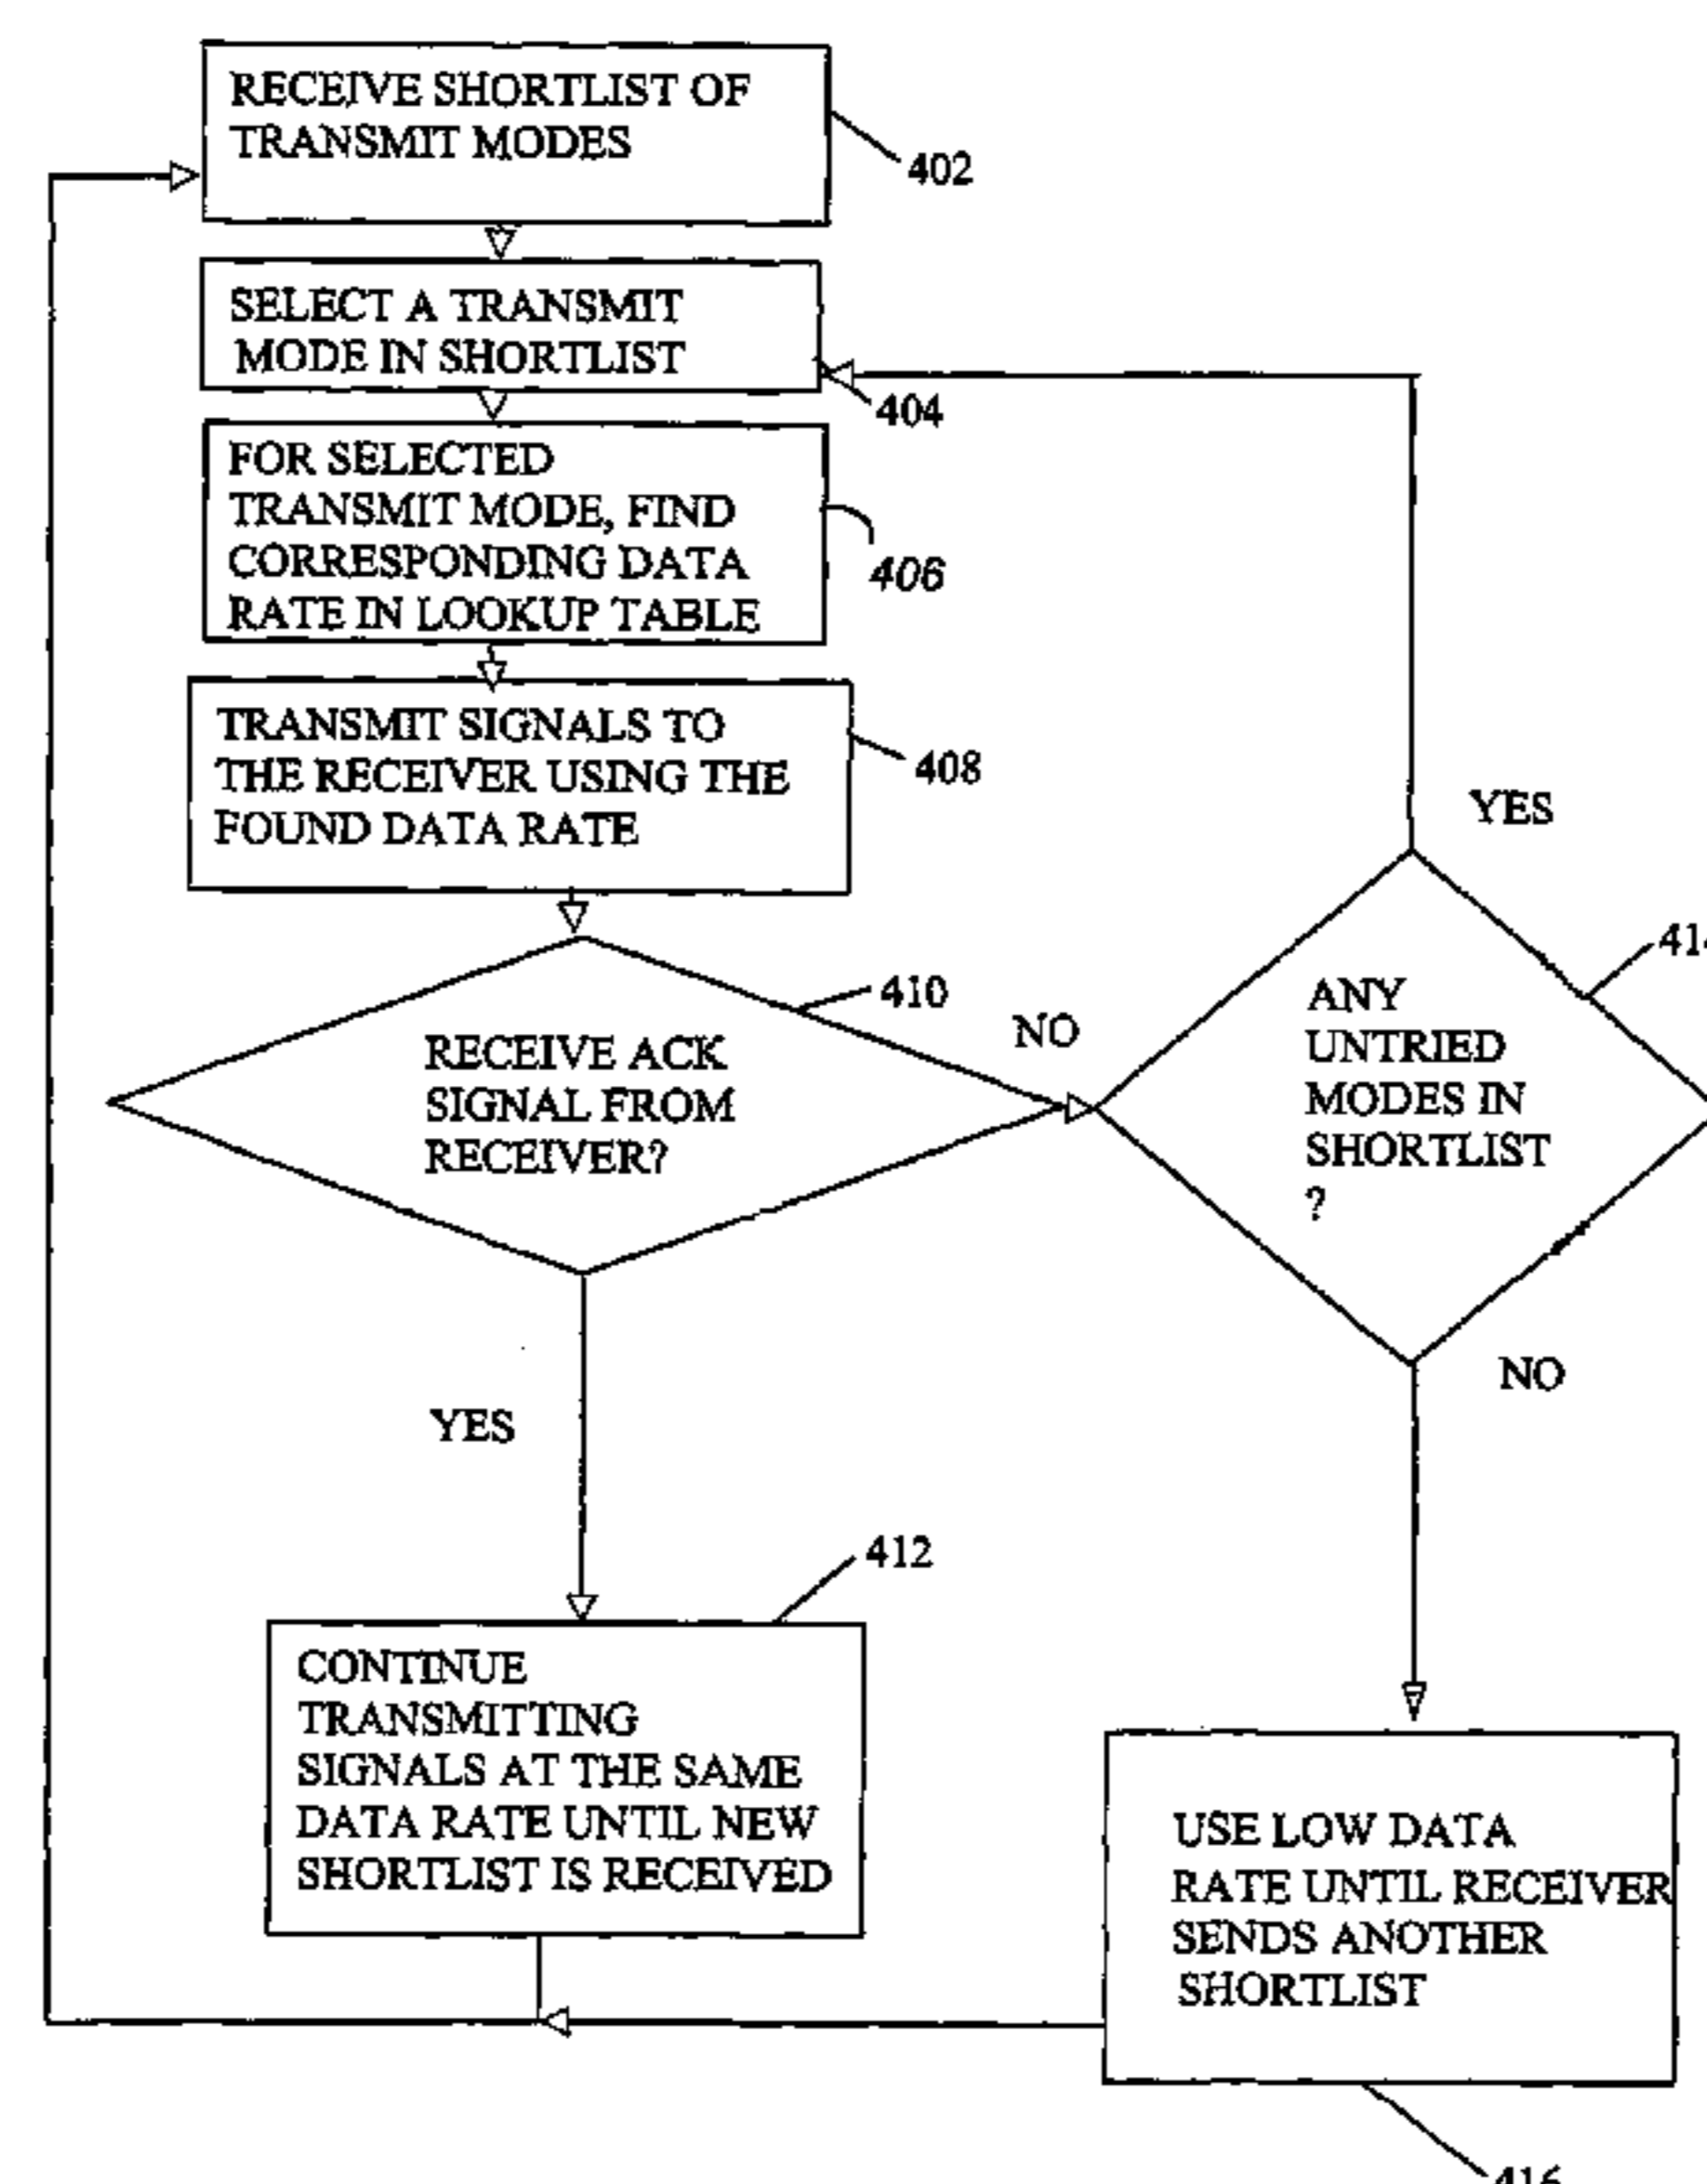 RECEIVE SHORTLIST OF
TRANSMIT MODES
402
SELECT A TRANSMIT
MODE IN SHORTLIST
404
FOR SELECTED
TRANSMIT MODE, FIND
CORRESPONDING DATA
RATE IN LOOKUP TABLE
406
TRANSMIT SIGNALS TO
THE RECEIVER USING THE
FOUND DATA RATE
408
RECEIVE ACK
SIGNAL FROM
RECEIVER?
410
NO
YES
ANY
UNTRIED
MODES IN
SHORTLIST
?
414
YES
NO
CONTINUE
TRANSMITTING
SIGNALS AT THE SAME
DATA RATE UNTIL NEW
SHORTLIST IS RECEIVED
412
USE LOW DATA
RATE UNTIL RECEIVER
SENDS ANOTHER
SHORTLIST
416